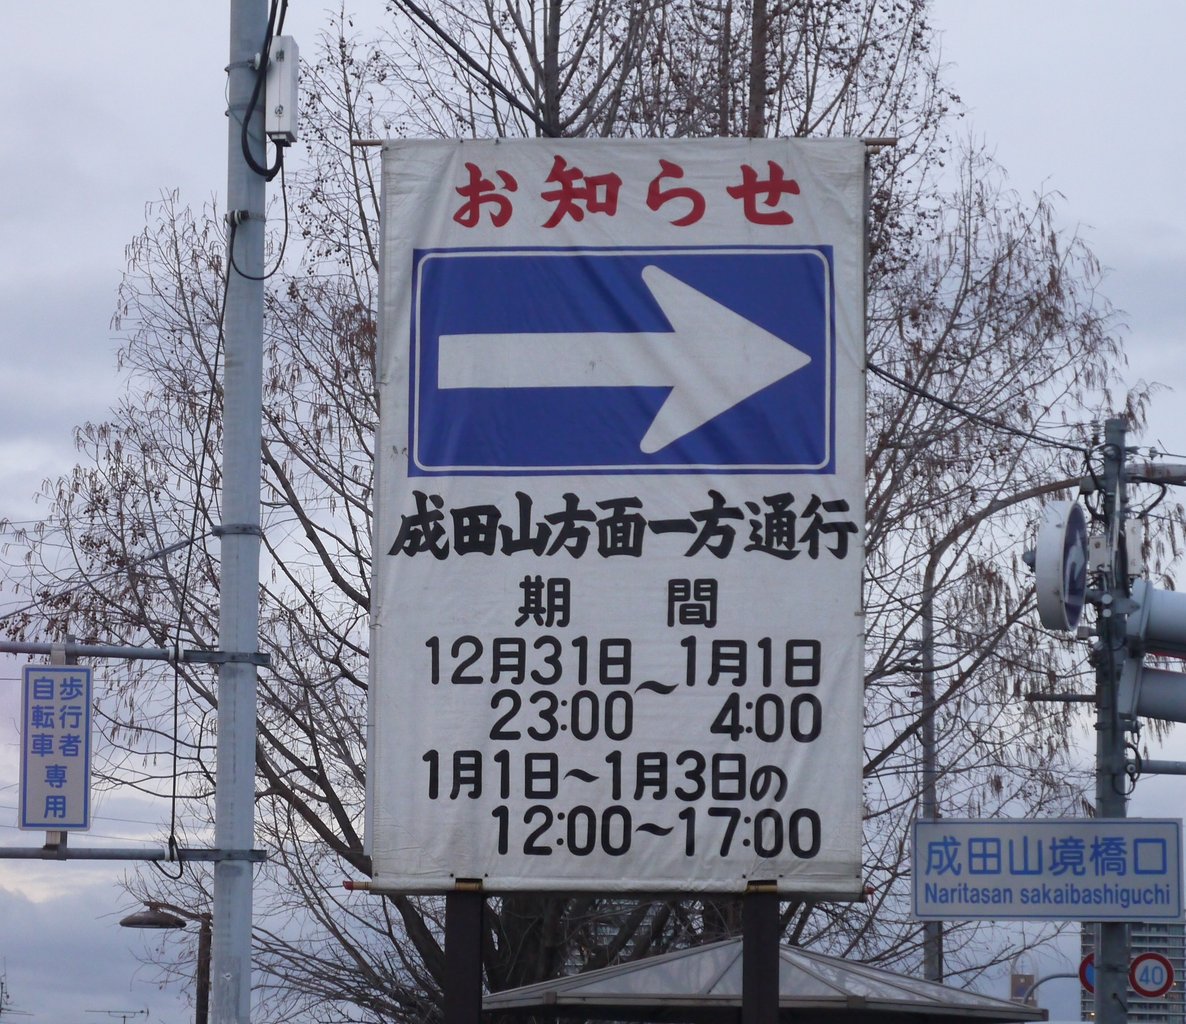 お知らせ
成田山方面一方通行
期間
12月31日～1月1日
23:00 4:00
1月1日～1月3日の
12:00～17:00
歩行者
自転車
専用
成田山境橋口
Naritasan sakaibashiguchi
40